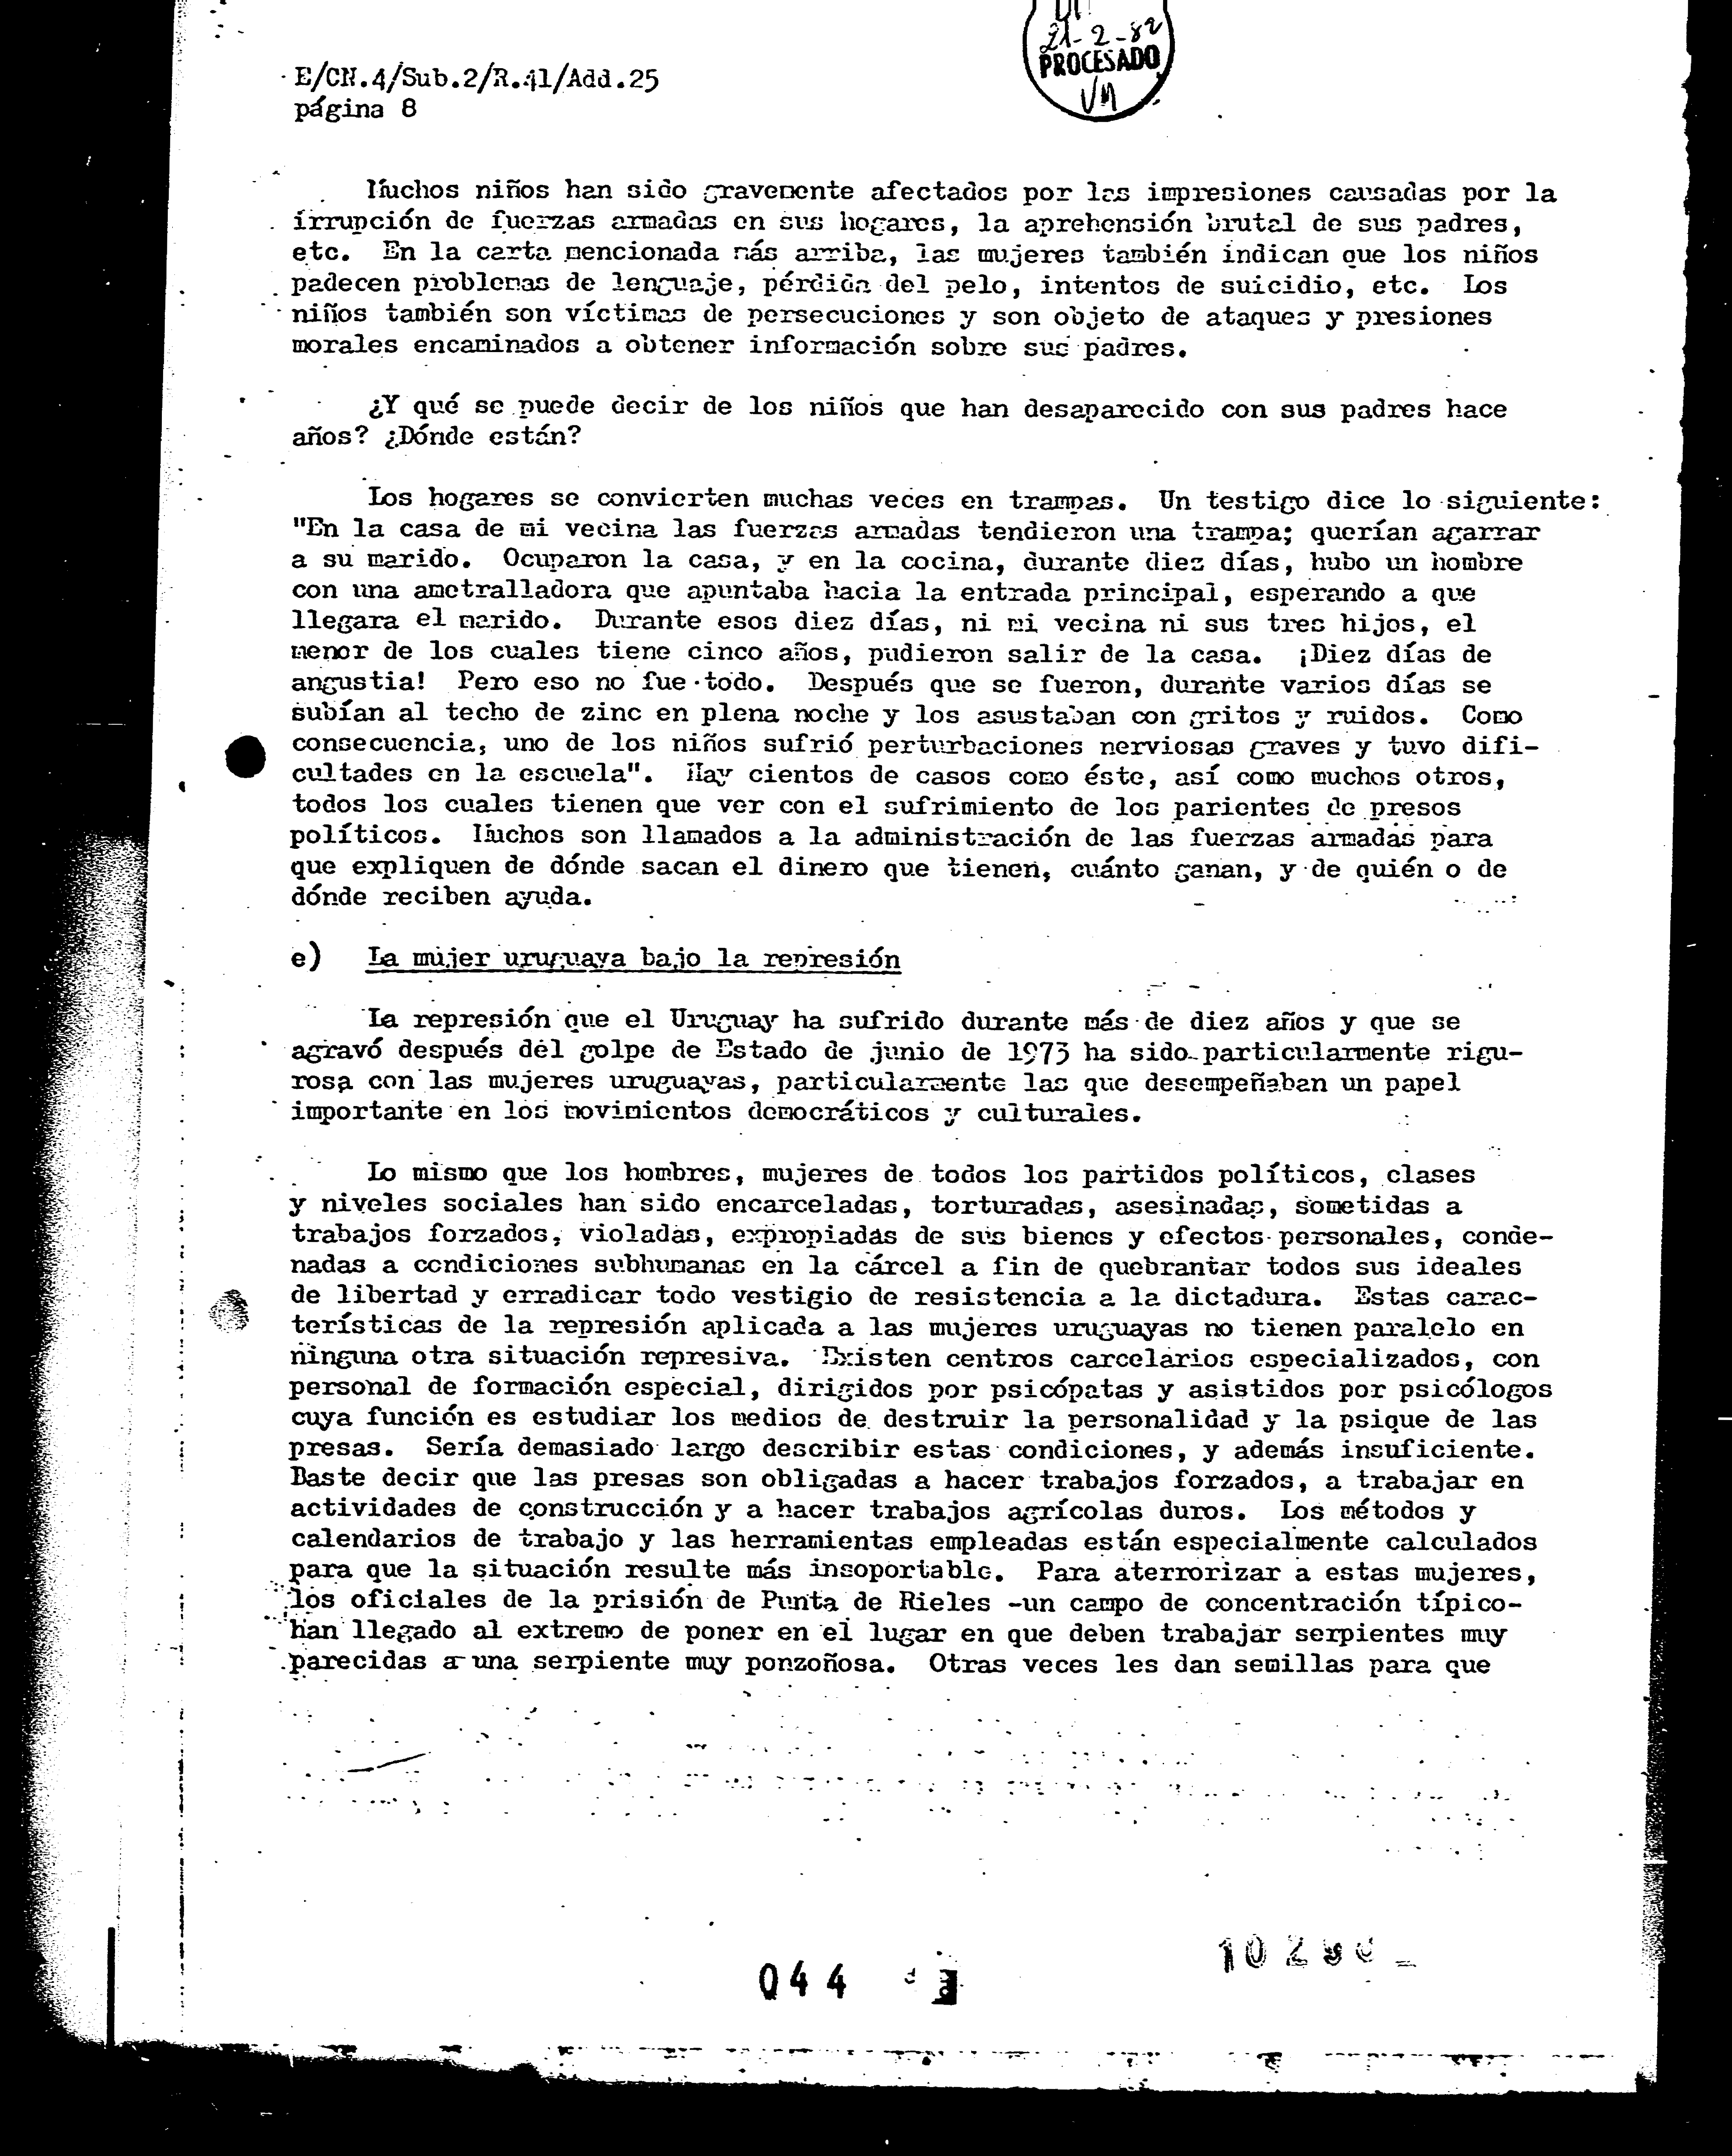 21-2-82
PROCESADO
E/CN.4/Sub.2/R.41/Add.25
página 8
Muchos niños han sido gravemente afectados por las impresiones causadas por la
irrupción de fuerzas armadas en sus hogares, la aprehensión brutal de sus padres,
etc. En la carta mencionada más arriba, las mujeres también indican que los niños
padecen problemas de lenguaje, pérdida del pelo, intentos de suicidio, etc. Los
niños también son víctimas de persecuciones y son objeto de ataques y presiones
morales encaminados a obtener información sobre sus padres.
¿Y qué se puede decir de los niños que han desaparecido con sus padres hace
años? ¿Dónde están?
Los hogares se convierten muchas veces en trampas. Un testigo dice lo siguiente:
"En la casa de mi vecina las fuerzas armadas tendieron una trampa; querían agarrar
a su marido. Ocuparon la casa, y en la cocina, durante diez días, hubo un hombre
con una ametralladora que apuntaba hacia la entrada principal, esperando a que
llegara el marido. Durante esos diez días, ni mi vecina ni sus tres hijos, el
menor de los cuales tiene cinco años, pudieron salir de la casa. ¡Diez días de
angustia! Pero eso no fue todo. Después que se fueron, durante varios días se
subían al techo de zinc en plena noche y los asustaban con gritos y ruidos. Como
consecuencia, uno de los niños sufrió perturbaciones nerviosas graves y tuvo difi-
cultades en la escuela". Hay cientos de casos como éste, así como muchos otros,
todos los cuales tienen que ver con el sufrimiento de los parientes de presos
políticos. Muchos son llamados a la administración de las fuerzas armadas para
que expliquen de dónde sacan el dinero que tienen, cuánto ganan, y de quién o de
dónde reciben ayuda.
e) La mujer uruguaya bajo la represión
La represión que el Uruguay ha sufrido durante más de diez años y que se
agravó después del golpe de Estado de junio de 1973 ha sido particularmente rigu-
rosa con las mujeres uruguayas, particularmente las que desempeñaban un papel
importante en los movimientos democráticos y culturales.
Lo mismo que los hombres, mujeres de todos los partidos políticos, clases
y niveles sociales han sido encarceladas, torturadas, asesinadas, sometidas a
trabajos forzados, violadas, expropiadas de sus bienes y efectos personales, conde-
nadas a condiciones subhumanas en la cárcel a fin de quebrantar todos sus ideales
de libertad y erradicar todo vestigio de resistencia a la dictadura. Estas carac-
terísticas de la represión aplicada a las mujeres uruguayas no tienen paralelo en
ninguna otra situación represiva. Existen centros carcelarios especializados, con
personal de formación especial, dirigidos por psicópatas y asistidos por psicólogos
cuya función es estudiar los medios de destruir la personalidad y la psique de las
presas. Sería demasiado largo describir estas condiciones, y además insuficiente.
Baste decir que las presas son obligadas a hacer trabajos forzados, a trabajar en
actividades de construcción y a hacer trabajos agrícolas duros. Los métodos y
calendarios de trabajo y las herramientas empleadas están especialmente calculados
para que la situación resulte más insoportable. Para aterrorizar a estas mujeres,
los oficiales de la prisión de Punta de Rieles -un campo de concentración típico-
han llegado al extremo de poner en el lugar en que deben trabajar serpientes muy
parecidas a una serpiente muy ponzoñosa. Otras veces les dan semillas para que
044